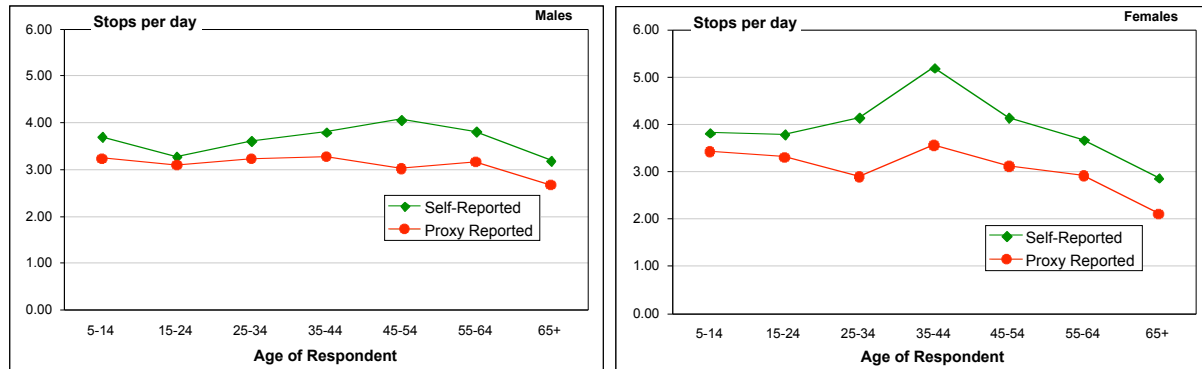 Stops per day
Males
6.00
5.00
4.00
3.00
2.00
1.00
0.00
Self-Reported
Proxy Reported
5-14 15-24 25-34 35-44 45-54 55-64 65+
Age of Respondent
Stops per day
Females
6.00
5.00
4.00
3.00
2.00
1.00
0.00
Self-Reported
Proxy Reported
5-14 15-24 25-34 35-44 45-54 55-64 65+
Age of Respondent